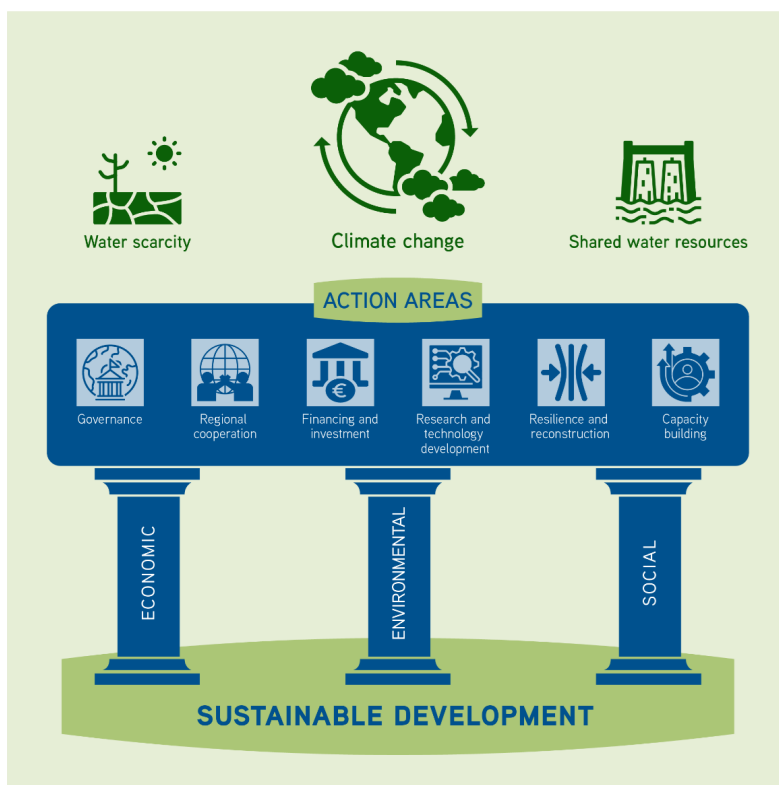 Water scarcity
Climate change
Shared water resources
ACTION AREAS
Governance
Regional
cooperation
Financing and
investment
Research and
technology
development
Resilience and
reconstruction
Capacity
building
ECONOMIC
ENVIRONMENTAL
SOCIAL
SUSTAINABLE DEVELOPMENT